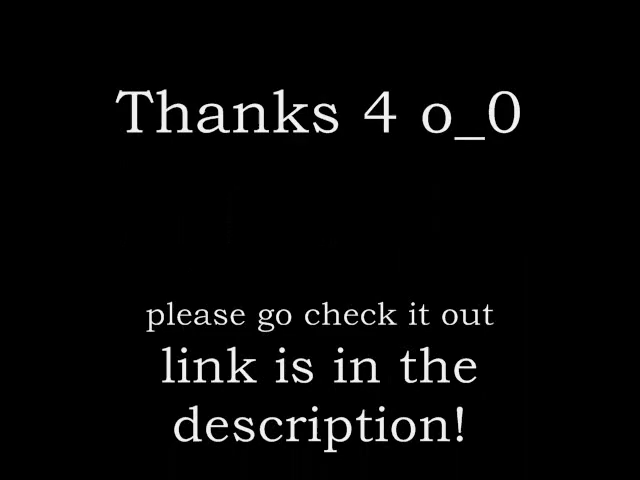 Thanks 4 o_0
please go check it out
link is in the
description!